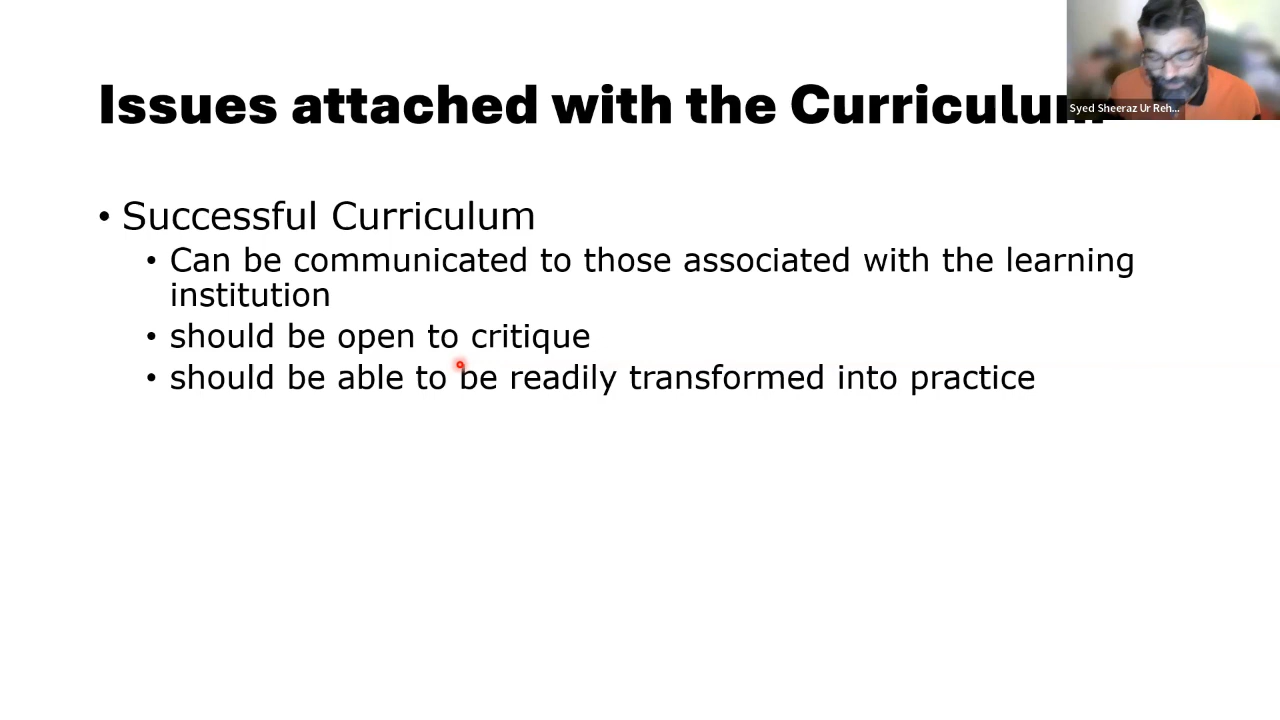 Issues attached with the Curriculum
Syed Sheeraz Ur Reh...
• Successful Curriculum
• Can be communicated to those associated with the learning
institution
• should be open to critique
• should be able to be readily transformed into practice